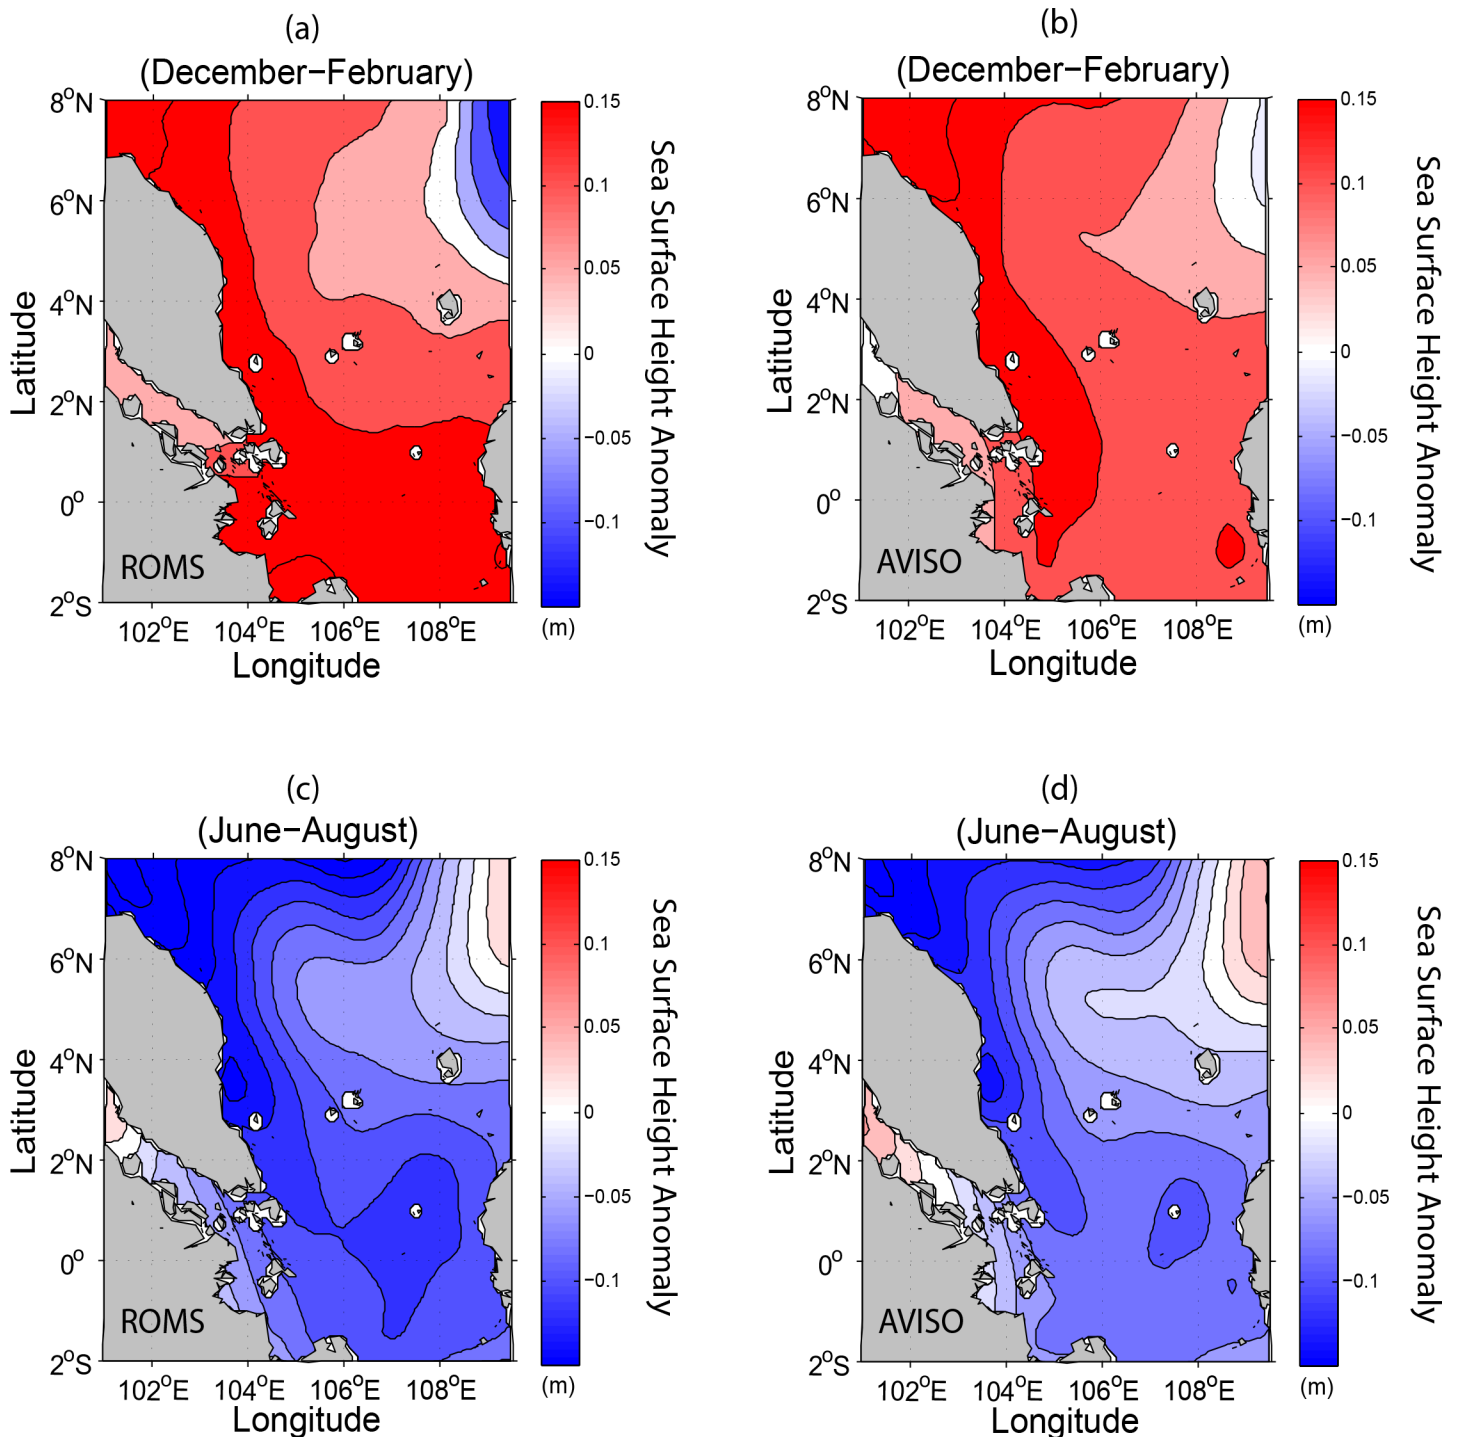 (a)
(December−February)
8°N
6°N
4°N
2°N
0°
2°S
Latitude
102°E 104°E 106°E 108°E
Longitude
ROMS
0.15
0.1
0.05
0
−0.05
−0.1
(m)
Sea Surface Height Anomaly
(b)
(December−February)
8°N
6°N
4°N
2°N
0°
2°S
Latitude
102°E 104°E 106°E 108°E
Longitude
AVISO
0.15
0.1
0.05
0
−0.05
−0.1
(m)
Sea Surface Height Anomaly
(c)
(June−August)
8°N
6°N
4°N
2°N
0°
2°S
Latitude
102°E 104°E 106°E 108°E
Longitude
ROMS
0.15
0.1
0.05
0
−0.05
−0.1
(m)
Sea Surface Height Anomaly
(d)
(June−August)
8°N
6°N
4°N
2°N
0°
2°S
Latitude
102°E 104°E 106°E 108°E
Longitude
AVISO
0.15
0.1
0.05
0
−0.05
−0.1
(m)
Sea Surface Height Anomaly